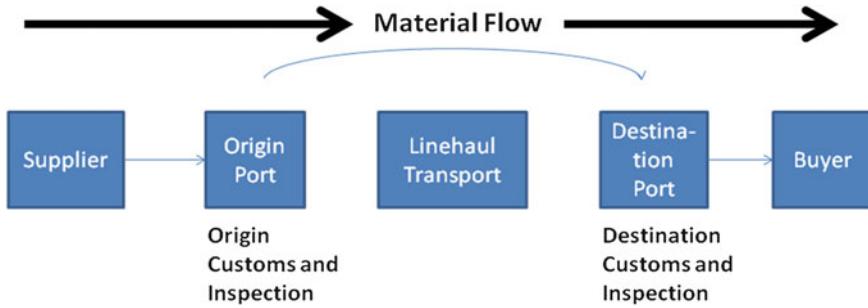 Material Flow
Supplier
Origin
Port
Linehaul
Transport
Destina-
tion
Port
Buyer
Origin
Customs and
Inspection
Destination
Customs and
Inspection